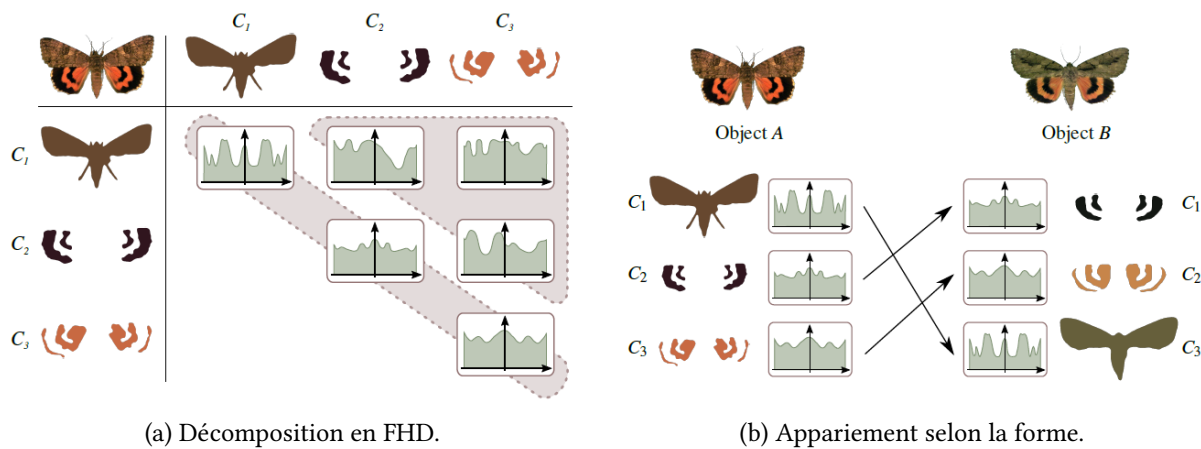 C₁ C₂ C₃
C₁
C₂
C₃
(a) Décomposition en FHD.
Object A Object B
C₁ C₁
C₂ C₂
C₃ C₃
(b) Appariement selon la forme.